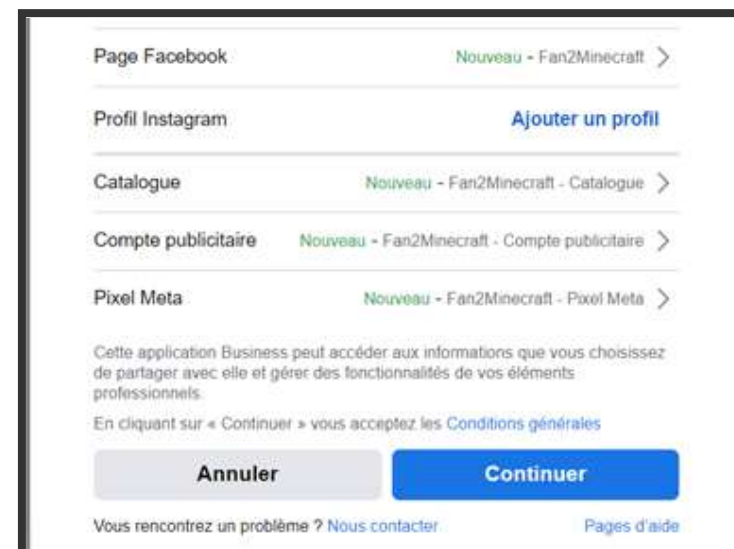 Page Facebook Nouveau - Fan2Minecraft
Profil Instagram Ajouter un profil
Catalogue Nouveau - Fan2Minecraft - Catalogue
Compte publicitaire Nouveau - Fan2Minecraft - Compte publicitaire
Pixel Meta Nouveau - Fan2Minecraft - Pixel Meta
Cette application Business peut accéder aux informations que vous choisissez
de partager avec elle et gérer des fonctionnalités de vos éléments
professionnels.
En cliquant sur « Continuer » vous acceptez les Conditions générales
Annuler Continuer
Vous rencontrez un problème ? Nous contacter Pages d'aide